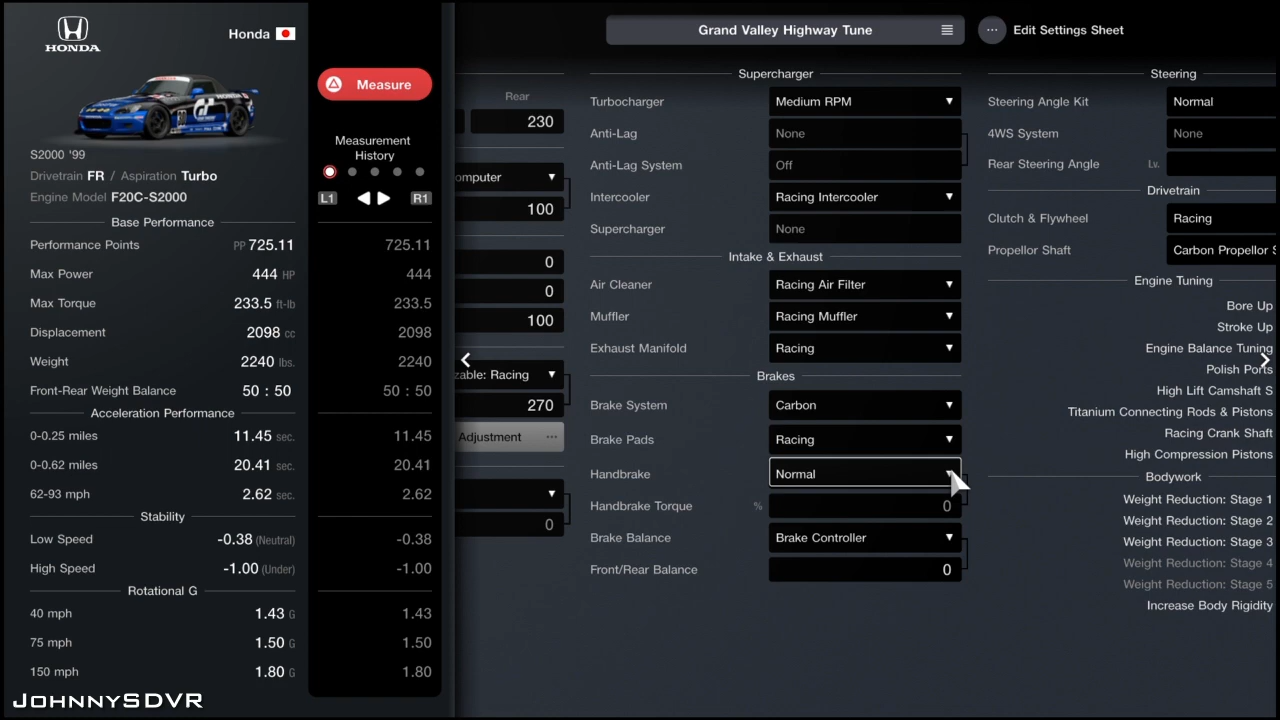 Grand Valley Highway Tune
Edit Settings Sheet
HONDA
Honda
Measure
Measurement
History
L1
R1
S2000 '99
Drivetrain FR / Aspiration Turbo
Engine Model F20C-S2000
Base Performance
Performance Points PP 725.11 725.11
Max Power 444 HP 444
Max Torque 233.5 ft-lb 233.5
Displacement 2098 cc 2098
Weight 2240 lbs. 2240
Front-Rear Weight Balance 50 : 50 50 : 50
Acceleration Performance
0-0.25 miles 11.45 sec. 11.45
0-0.62 miles 20.41 sec. 20.41
62-93 mph 2.62 sec. 2.62
Stability
Low Speed -0.38 (Neutral) -0.38
High Speed -1.00 (Under) -1.00
Rotational G
40 mph 1.43 G 1.43
75 mph 1.50 G 1.50
150 mph 1.80 G 1.80
JohnnySDVR
Rear
230
omputer
100
0
0
100
zable: Racing
270
Adjustment ...
0
Supercharger
Turbocharger Medium RPM
Anti-Lag None
Anti-Lag System Off
Intercooler Racing Intercooler
Supercharger None
Intake & Exhaust
Air Cleaner Racing Air Filter
Muffler Racing Muffler
Exhaust Manifold Racing
Brakes
Brake System Carbon
Brake Pads Racing
Handbrake Normal
Handbrake Torque % 0
Brake Balance Brake Controller
Front/Rear Balance 0
Steering
Steering Angle Kit Normal
4WS System None
Rear Steering Angle Lv.
Drivetrain
Clutch & Flywheel Racing
Propellor Shaft Carbon Propellor S
Engine Tuning
Bore Up
Stroke Up
Engine Balance Tuning
Polish Ports
High Lift Camshaft S
Titanium Connecting Rods & Pistons
Racing Crank Shaft
High Compression Pistons
Bodywork
Weight Reduction: Stage 1
Weight Reduction: Stage 2
Weight Reduction: Stage 3
Weight Reduction: Stage 4
Weight Reduction: Stage 5
Increase Body Rigidity